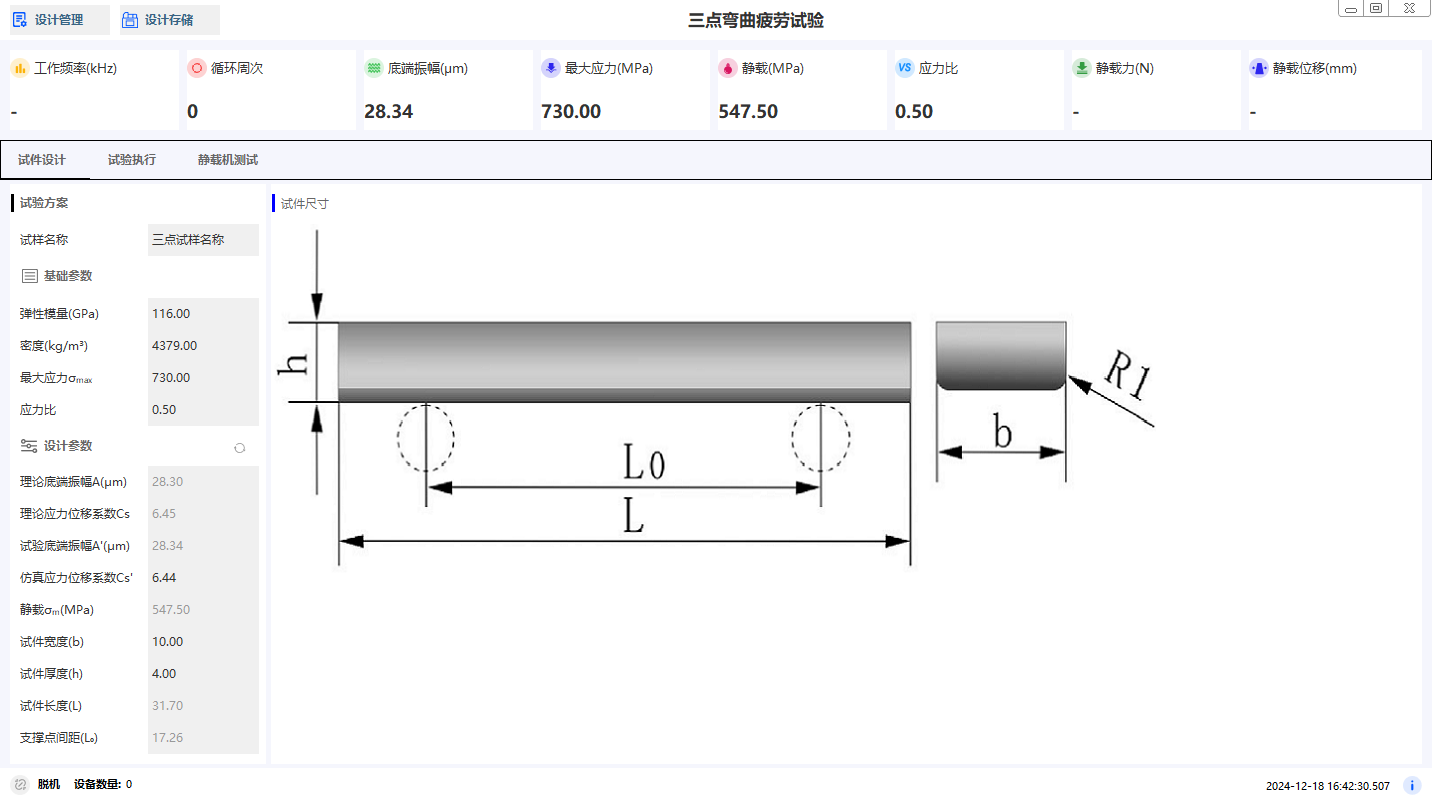 设计管理 设计存储 三点弯曲疲劳试验
工作频率(kHz) 循环周次 底端振幅(μm) 最大应力(MPa) 静载(MPa) VS 应力比 静载力(N) 静载位移(mm)
- 0 28.34 730.00 547.50 0.50 - -
试件设计 试验执行 静载机测试
试验方案
试样名称 三点试样名称
基础参数
弹性模量(GPa) 116.00
密度(kg/m³) 4379.00
最大应力σmax 730.00
应力比 0.50
设计参数
理论底端振幅A(μm) 28.30
理论应力位移系数Cs 6.45
试验底端振幅A'(μm) 28.34
仿真应力位移系数Cs' 6.44
静载σm(MPa) 547.50
试件宽度(b) 10.00
试件厚度(h) 4.00
试件长度(L) 31.70
支撑点间距(L₀) 17.26
试件尺寸
h
R1
b
L0
L
脱机 设备数量: 0 2024-12-18 16:42:30.507